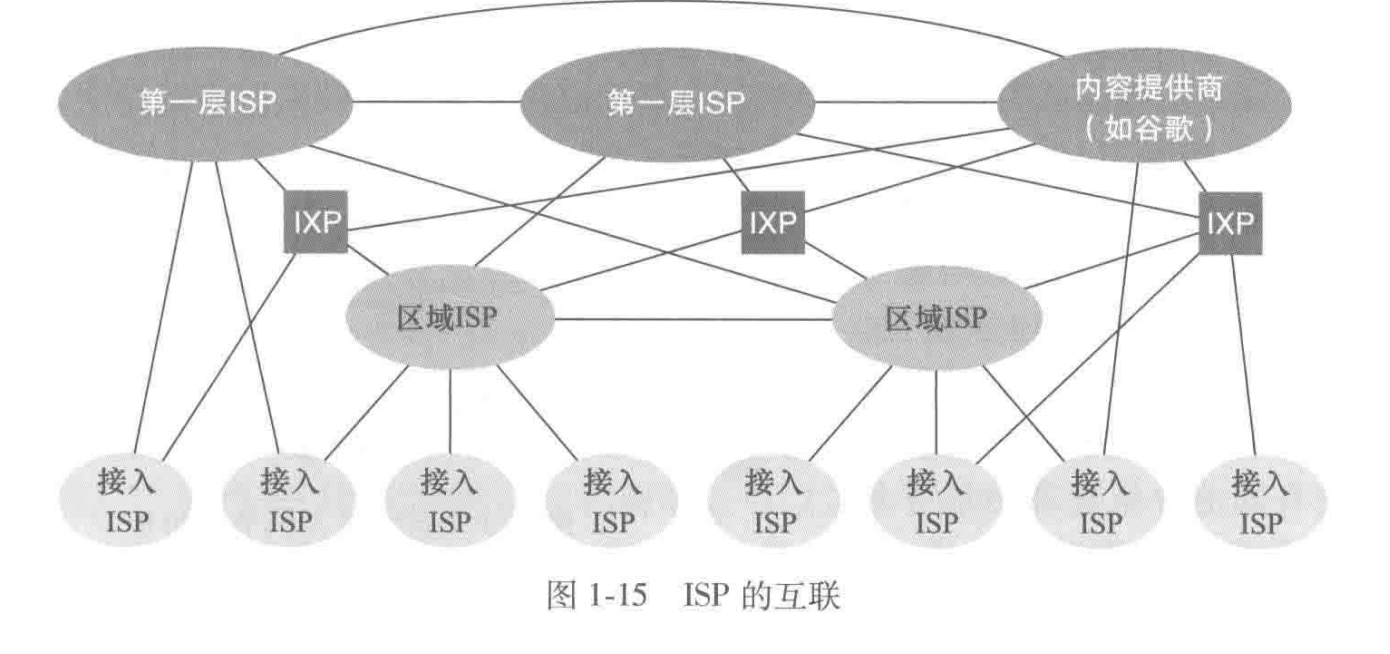 第一层ISP
第一层ISP
内容提供商
（如谷歌）
IXP
IXP
IXP
区域ISP
区域ISP
接入
ISP
接入
ISP
接入
ISP
接入
ISP
接入
ISP
接入
ISP
接入
ISP
接入
ISP
图 1-15 ISP 的互联